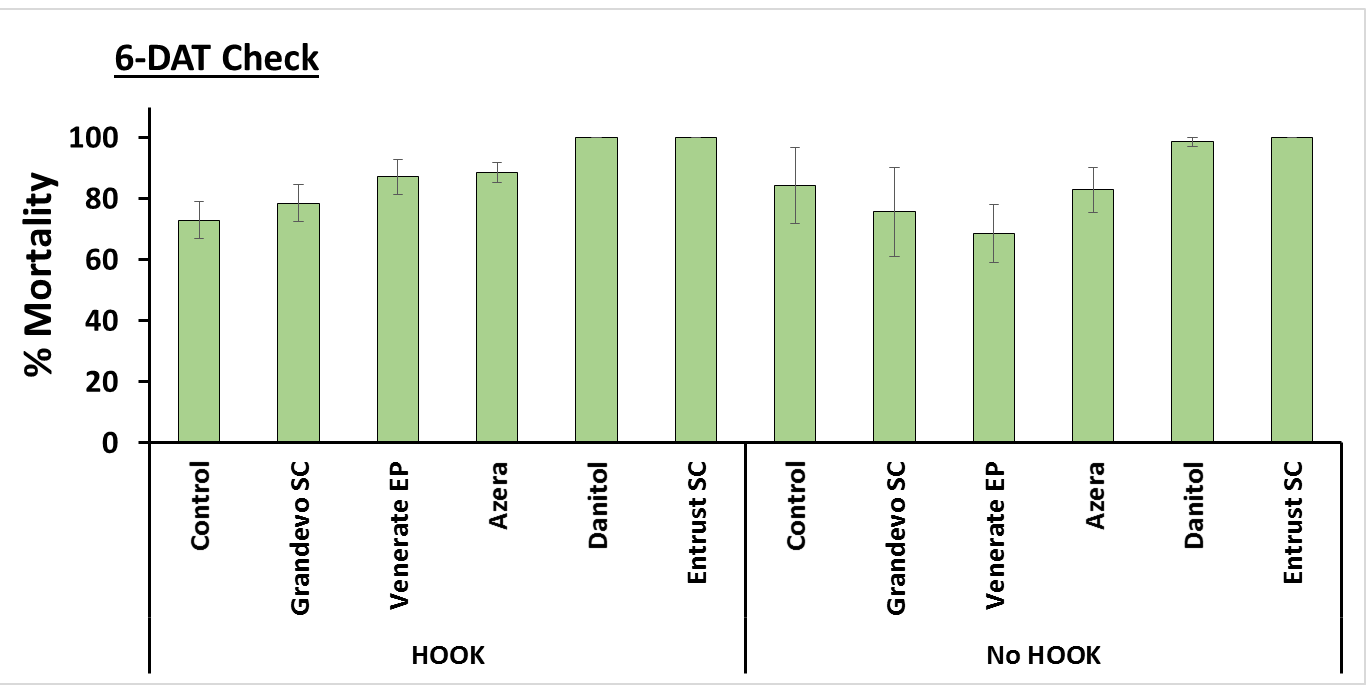 6-DAT Check
% Mortality
100
80
60
40
20
0
Control
Grandevo SC
Venerate EP
Azera
Danitol
Entrust SC
Control
Grandevo SC
Venerate EP
Azera
Danitol
Entrust SC
HOOK
No HOOK